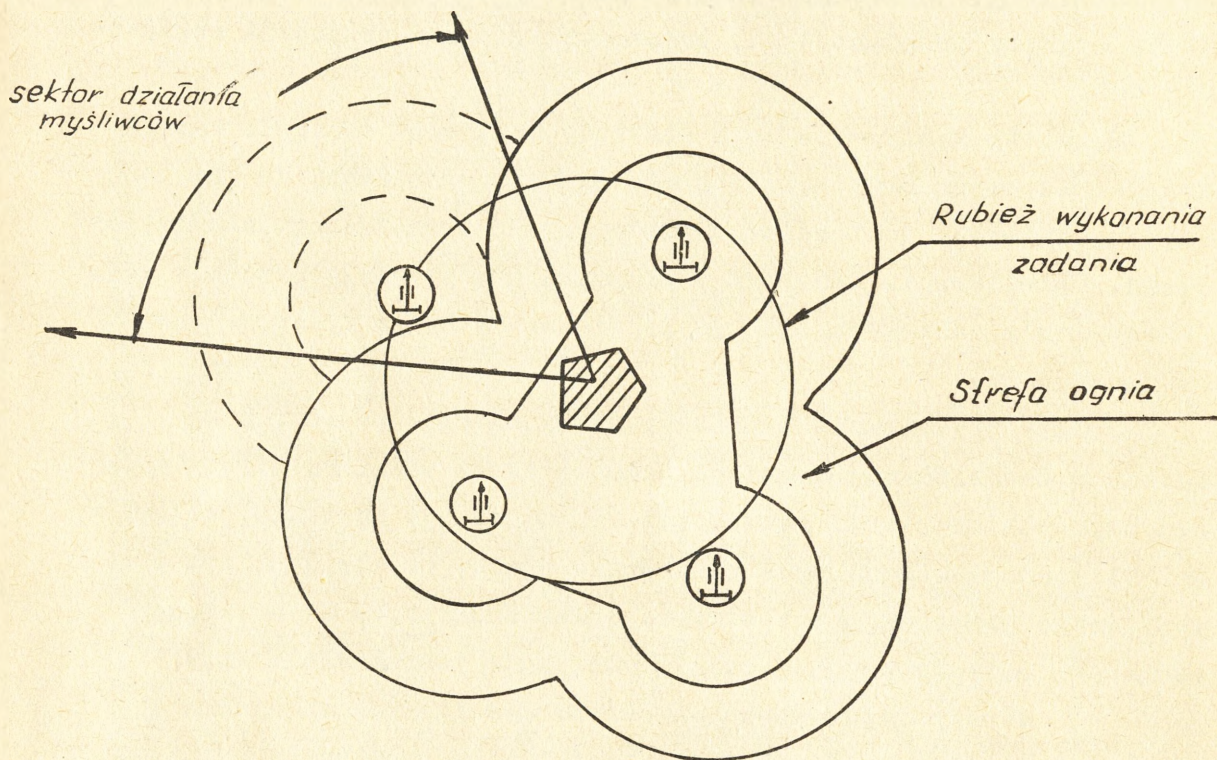 sektor działania
myśliwców
Rubież wykonania
zadania
Strefa ognia